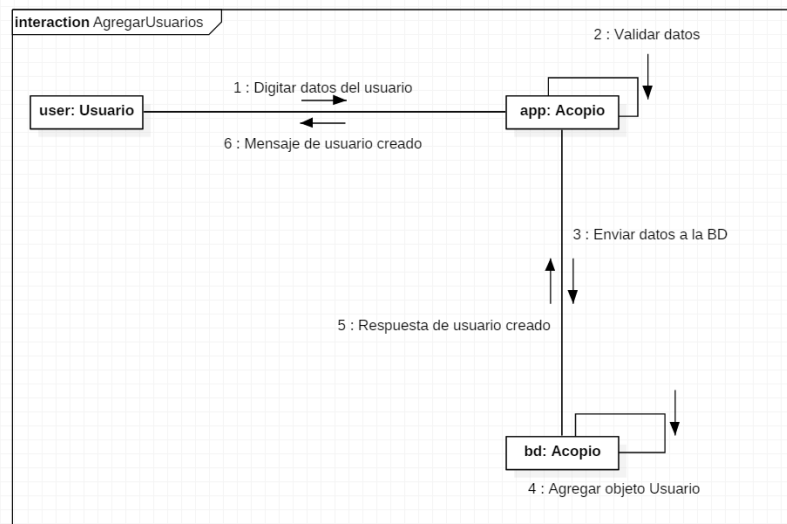 interaction AgregarUsuarios
2 : Validar datos
1 : Digitar datos del usuario
user: Usuario
app: Acopio
6 : Mensaje de usuario creado
3 : Enviar datos a la BD
5 : Respuesta de usuario creado
bd: Acopio
4 : Agregar objeto Usuario